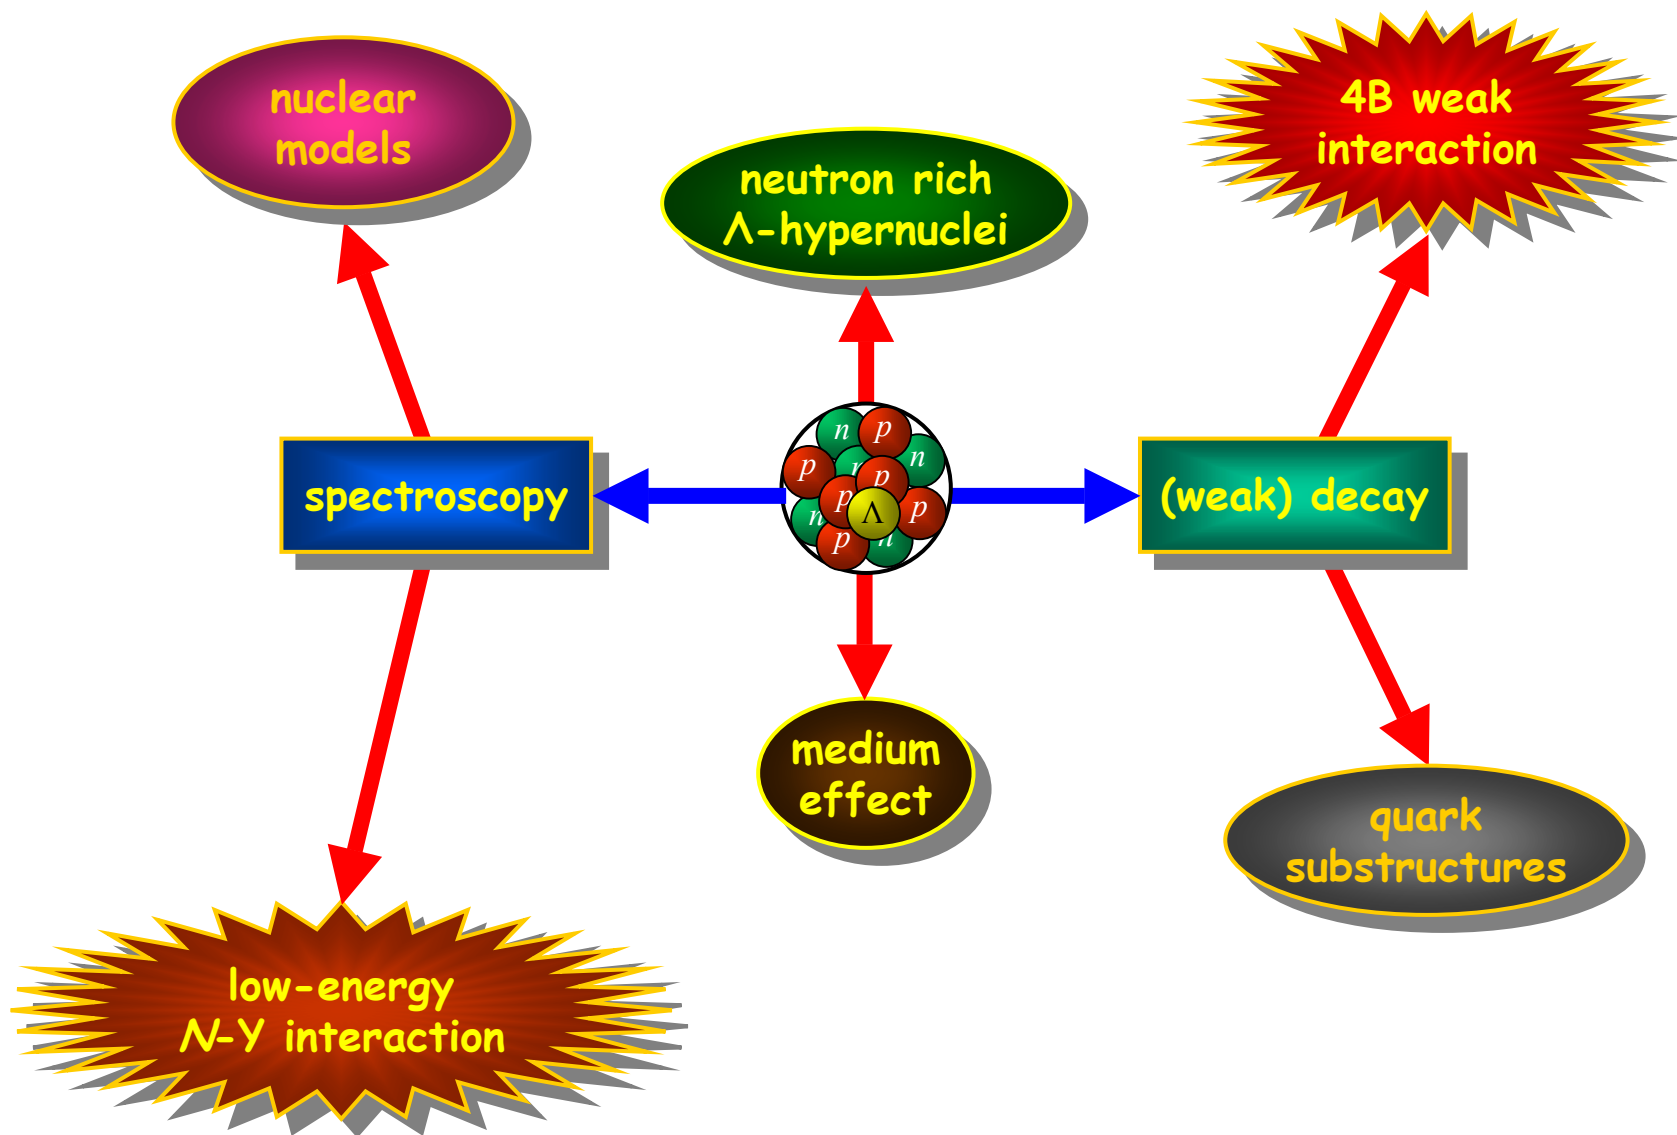 nuclear
models
4B weak
interaction
neutron rich
Λ-hypernuclei
n
p
n
p
n
p
p
p
n
Λ
p
n
spectroscopy
(weak) decay
medium
effect
quark
substructures
low-energy
N-Y interaction